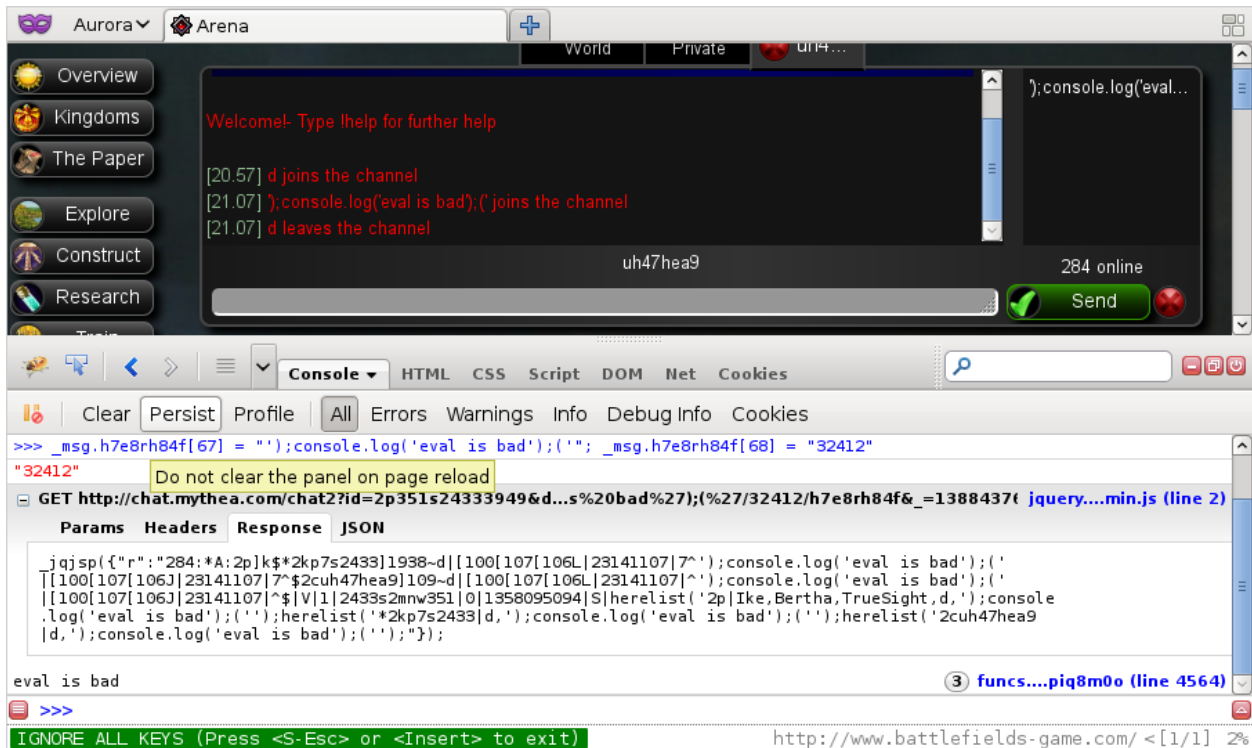 Aurora Arena
World Private uh4...
Overview
Kingdoms
The Paper
Explore
Construct
Research
Train
Welcome!- Type !help for further help
[20.57] d joins the channel
[21.07] ');console.log('eval is bad');(' joins the channel
[21.07] d leaves the channel
');console.log('eval...
uh47hea9
284 online
Send
Console HTML CSS Script DOM Net Cookies
Clear Persist Profile All Errors Warnings Info Debug Info Cookies
>>> _msg.h7e8rh84f[67] = "');console.log('eval is bad');('"; _msg.h7e8rh84f[68] = "32412"
"32412"
Do not clear the panel on page reload
GET http://chat.mythea.com/chat2?id=2p351s24333949&d...s%20bad%27);(%27/32412/h7e8rh84f&_=13884376 jquery....min.js (line 2)
Params Headers Response JSON
_jqjsp({"r":"284:*A:2p]k$*2kp7s2433]1938~d|[100[107[106L|23141107|7^');console.log('eval is bad');('
|[100[107[106J|23141107|7^$2cuh47hea9]109~d|[100[107[106L|23141107|^');console.log('eval is bad');('
|[100[107[106J|23141107|^$|V|1|2433s2mnw351|0|1358095094|S|herelist('2p|Ike,Bertha,TrueSight,d,');console
.log('eval is bad');('');herelist('*2kp7s2433|d,');console.log('eval is bad');('');herelist('2cuh47hea9
|d,');console.log('eval is bad');('');"});
eval is bad 3 funcs....piq8m0o (line 4564)
>>>
IGNORE ALL KEYS (Press <S-Esc> or <Insert> to exit) http://www.battlefields-game.com/ <[1/1] 2%